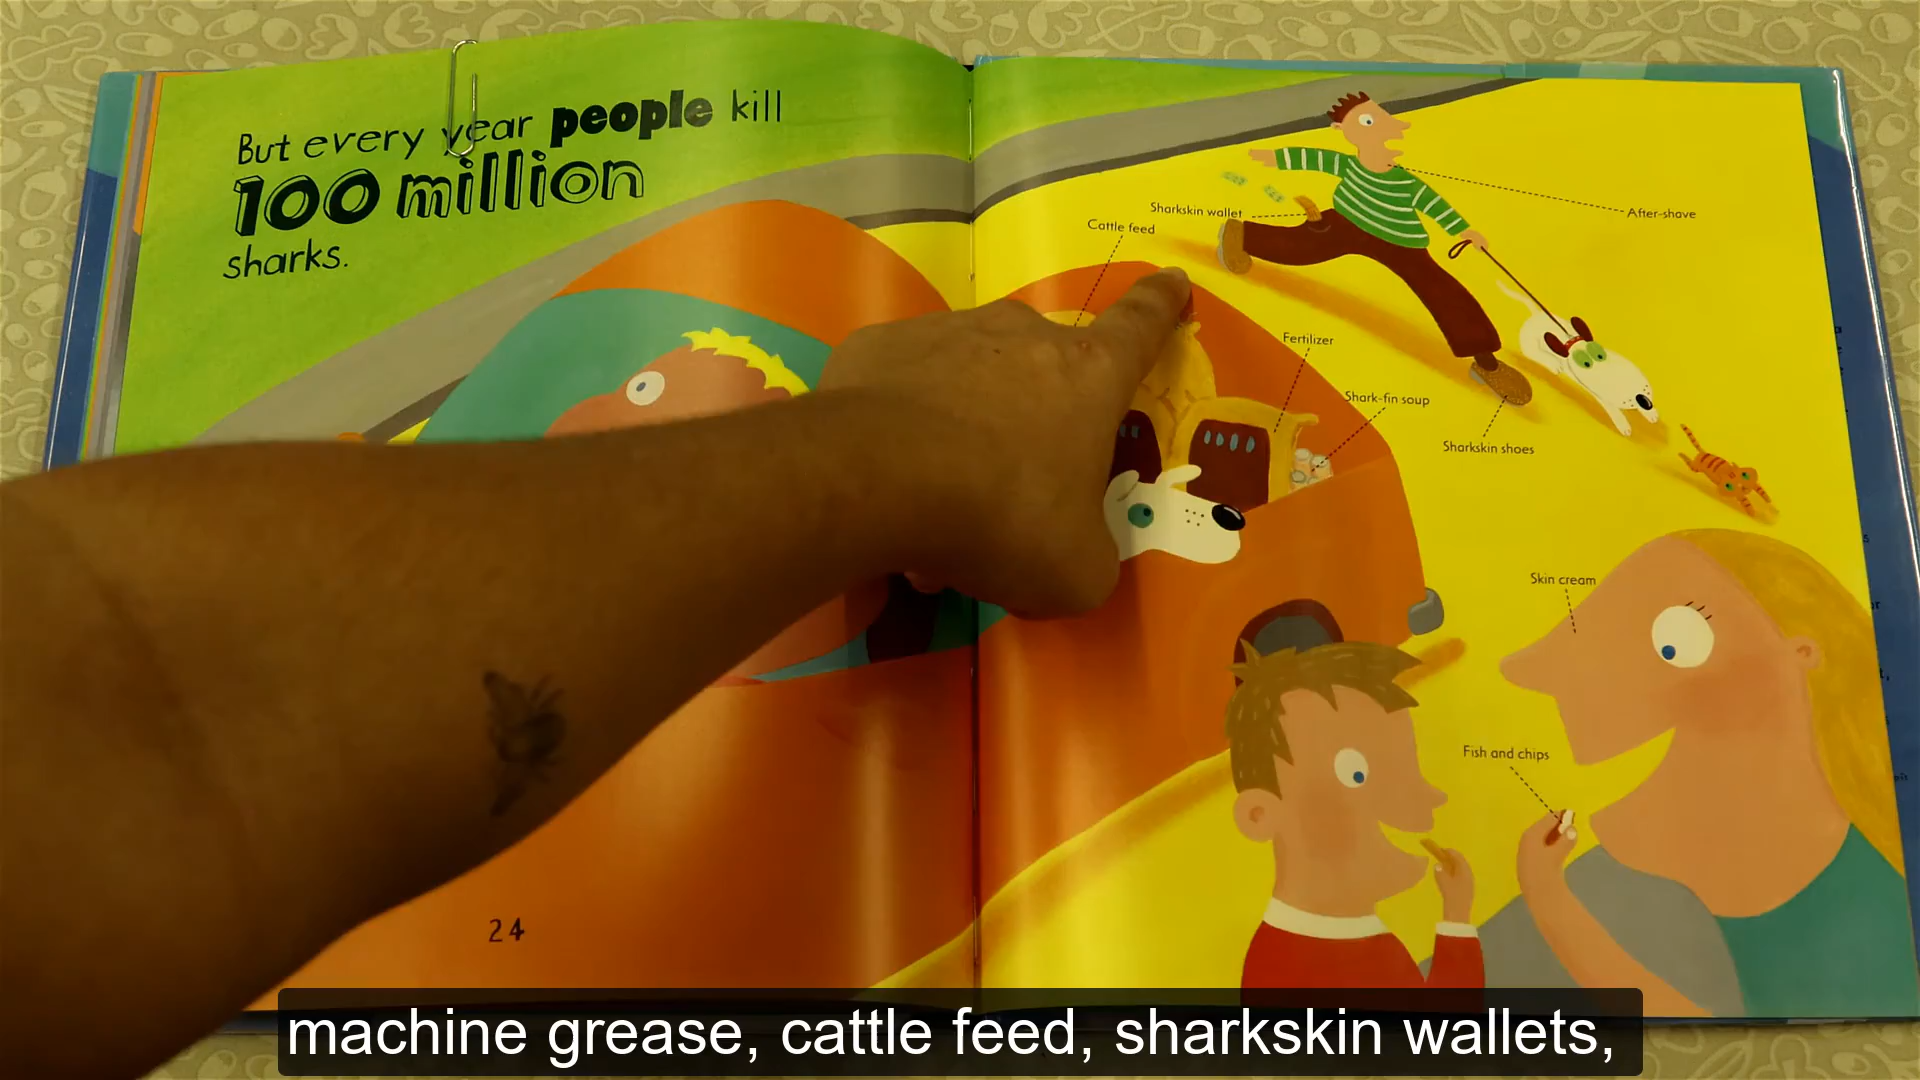 But every year people kill
100 million
sharks.
Sharkskin wallet
Cattle feed
After-shave
Fertilizer
Shark-fin soup
Sharkskin shoes
Skin cream
Fish and chips
24
machine grease, cattle feed, sharkskin wallets,